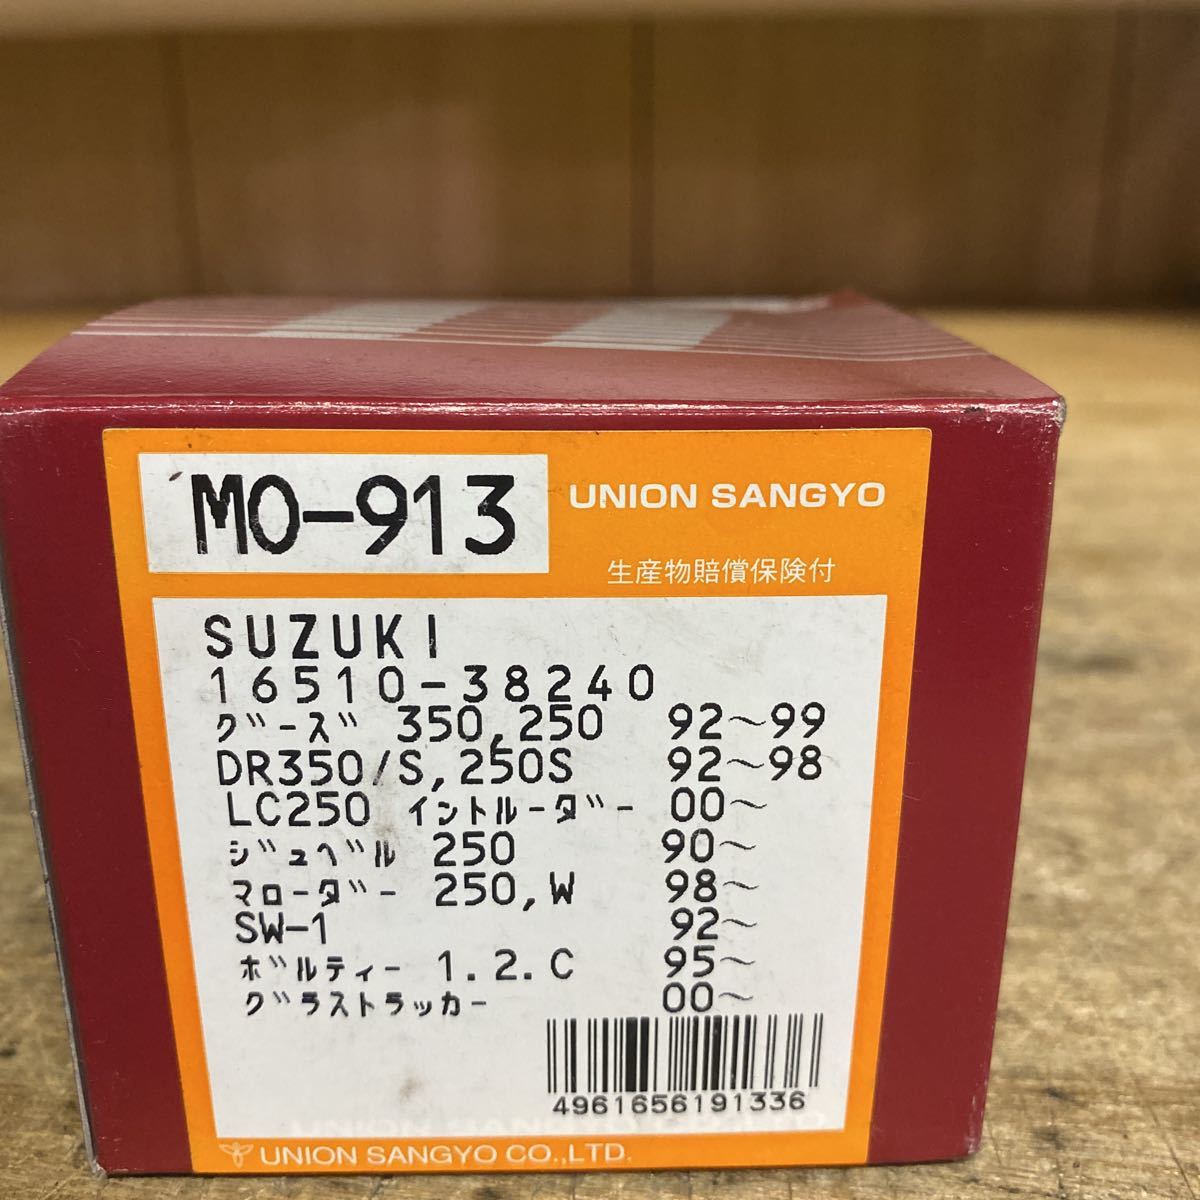 MO-913
UNION SANGYO
生産物賠償保険付
SUZUKI
16510-38240
グーズ 350,250 92～99
DR350/S,250S 92～98
LC250 イントルーダー 00～
ジェベル 250 90～
マローダー 250,W 98～
SW-1 92～
ボルティー 1.2.C 95～
グラストラッカー 00～
4961656191336
UNION SANGYO CO.,LTD.